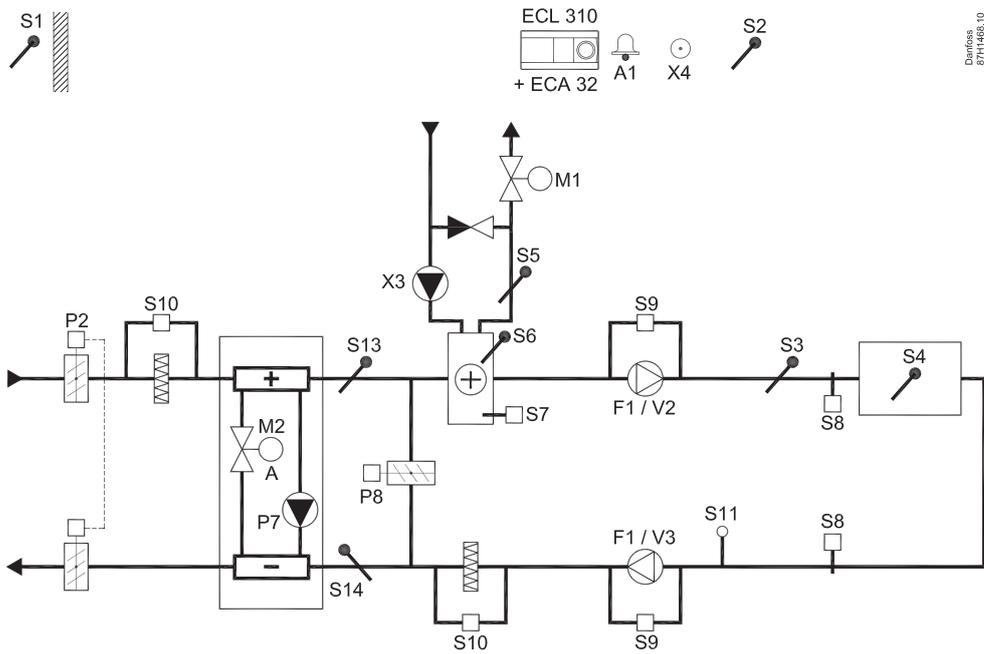 S1
ECL 310
+ ECA 32
A1
X4
S2
Danfoss
87H1468.10
M1
X3
S5
S6
S7
P2
S10
S13
S9
F1 / V2
S3
S4
S8
+
+
M2
A
P7
P8
-
S14
S10
F1 / V3
S9
S11
S8